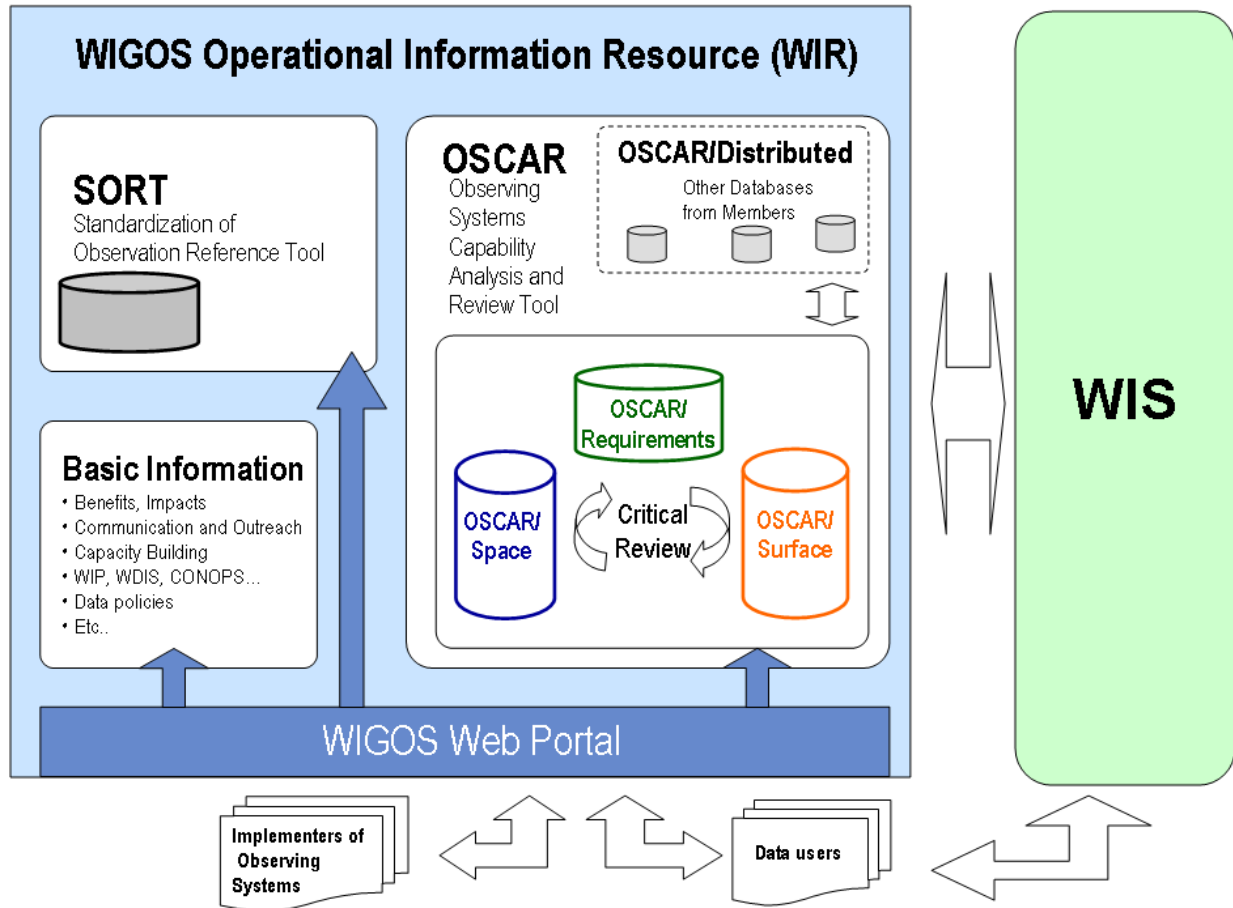 WIGOS Operational Information Resource (WIR)
SORT
Standardization of
Observation Reference Tool
OSCAR
Observing
Systems
Capability
Analysis and
Review Tool
OSCAR/Distributed
Other Databases
from Members
OSCAR/
Requirements
OSCAR/
Space
Critical
Review
OSCAR/
Surface
Basic Information
• Benefits, Impacts
• Communication and Outreach
• Capacity Building
• WIP, WDIS, CONOPS...
• Data policies
• Etc..
WIGOS Web Portal
WIS
Implementers of
Observing
Systems
Data users